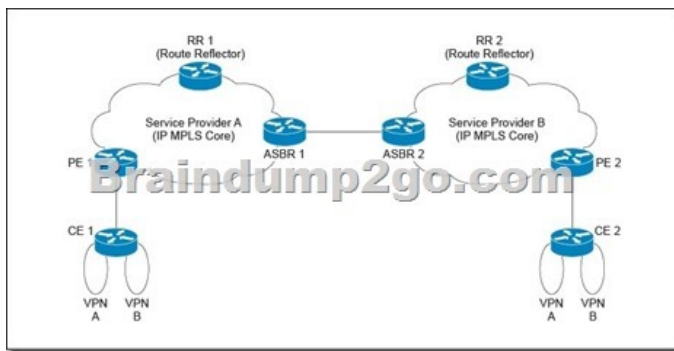 RR 1
(Route Reflector)
RR 2
(Route Reflector)
Service Provider A
(IP MPLS Core)
Service Provider B
(IP MPLS Core)
ASBR 1
ASBR 2
PE 1
PE 2
Braindump2go.com
CE 1
CE 2
VPN
A
VPN
B
VPN
A
VPN
B